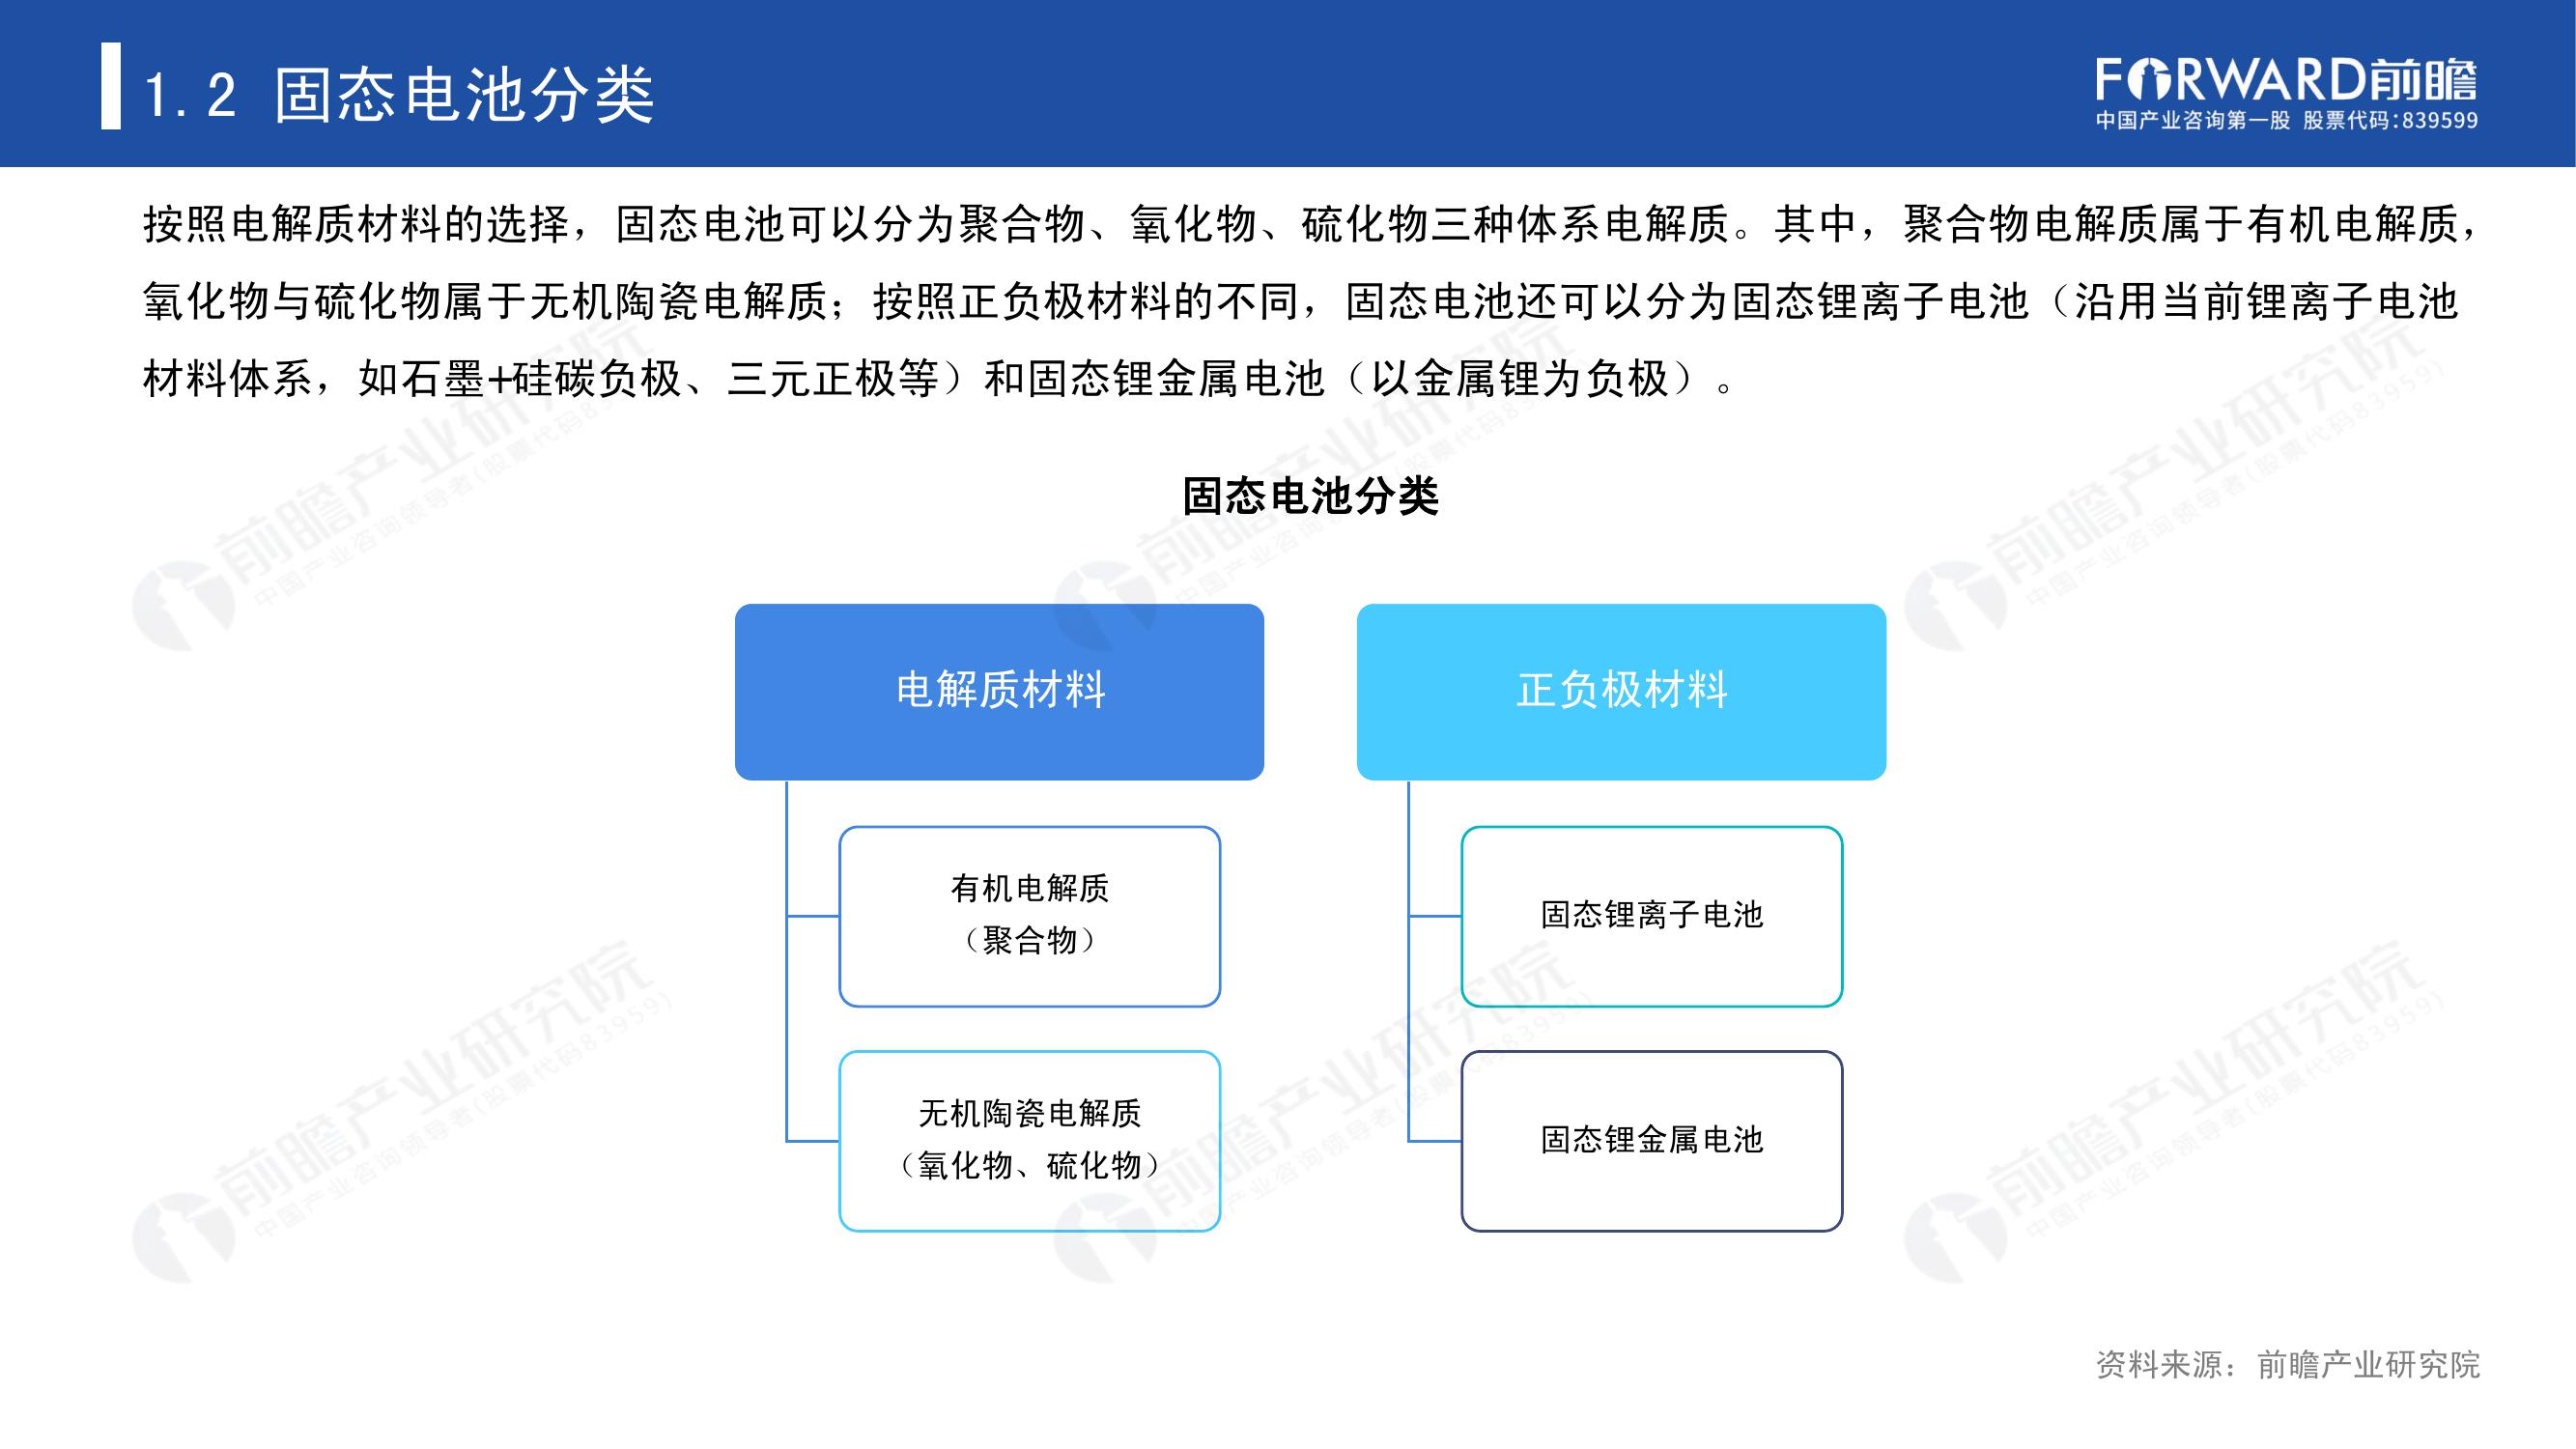 1.2 固态电池分类
FORWARD前瞻
中国产业咨询第一股 股票代码:839599
按照电解质材料的选择，固态电池可以分为聚合物、氧化物、硫化物三种体系电解质。其中，聚合物电解质属于有机电解质，
氧化物与硫化物属于无机陶瓷电解质；按照正负极材料的不同，固态电池还可以分为固态锂离子电池（沿用当前锂离子电池
材料体系，如石墨+硅碳负极、三元正极等）和固态锂金属电池（以金属锂为负极）。
固态电池分类
电解质材料
正负极材料
有机电解质
（聚合物）
固态锂离子电池
无机陶瓷电解质
（氧化物、硫化物）
固态锂金属电池
资料来源：前瞻产业研究院
前瞻产业研究院
中国产业咨询领导者(股票代码83959)